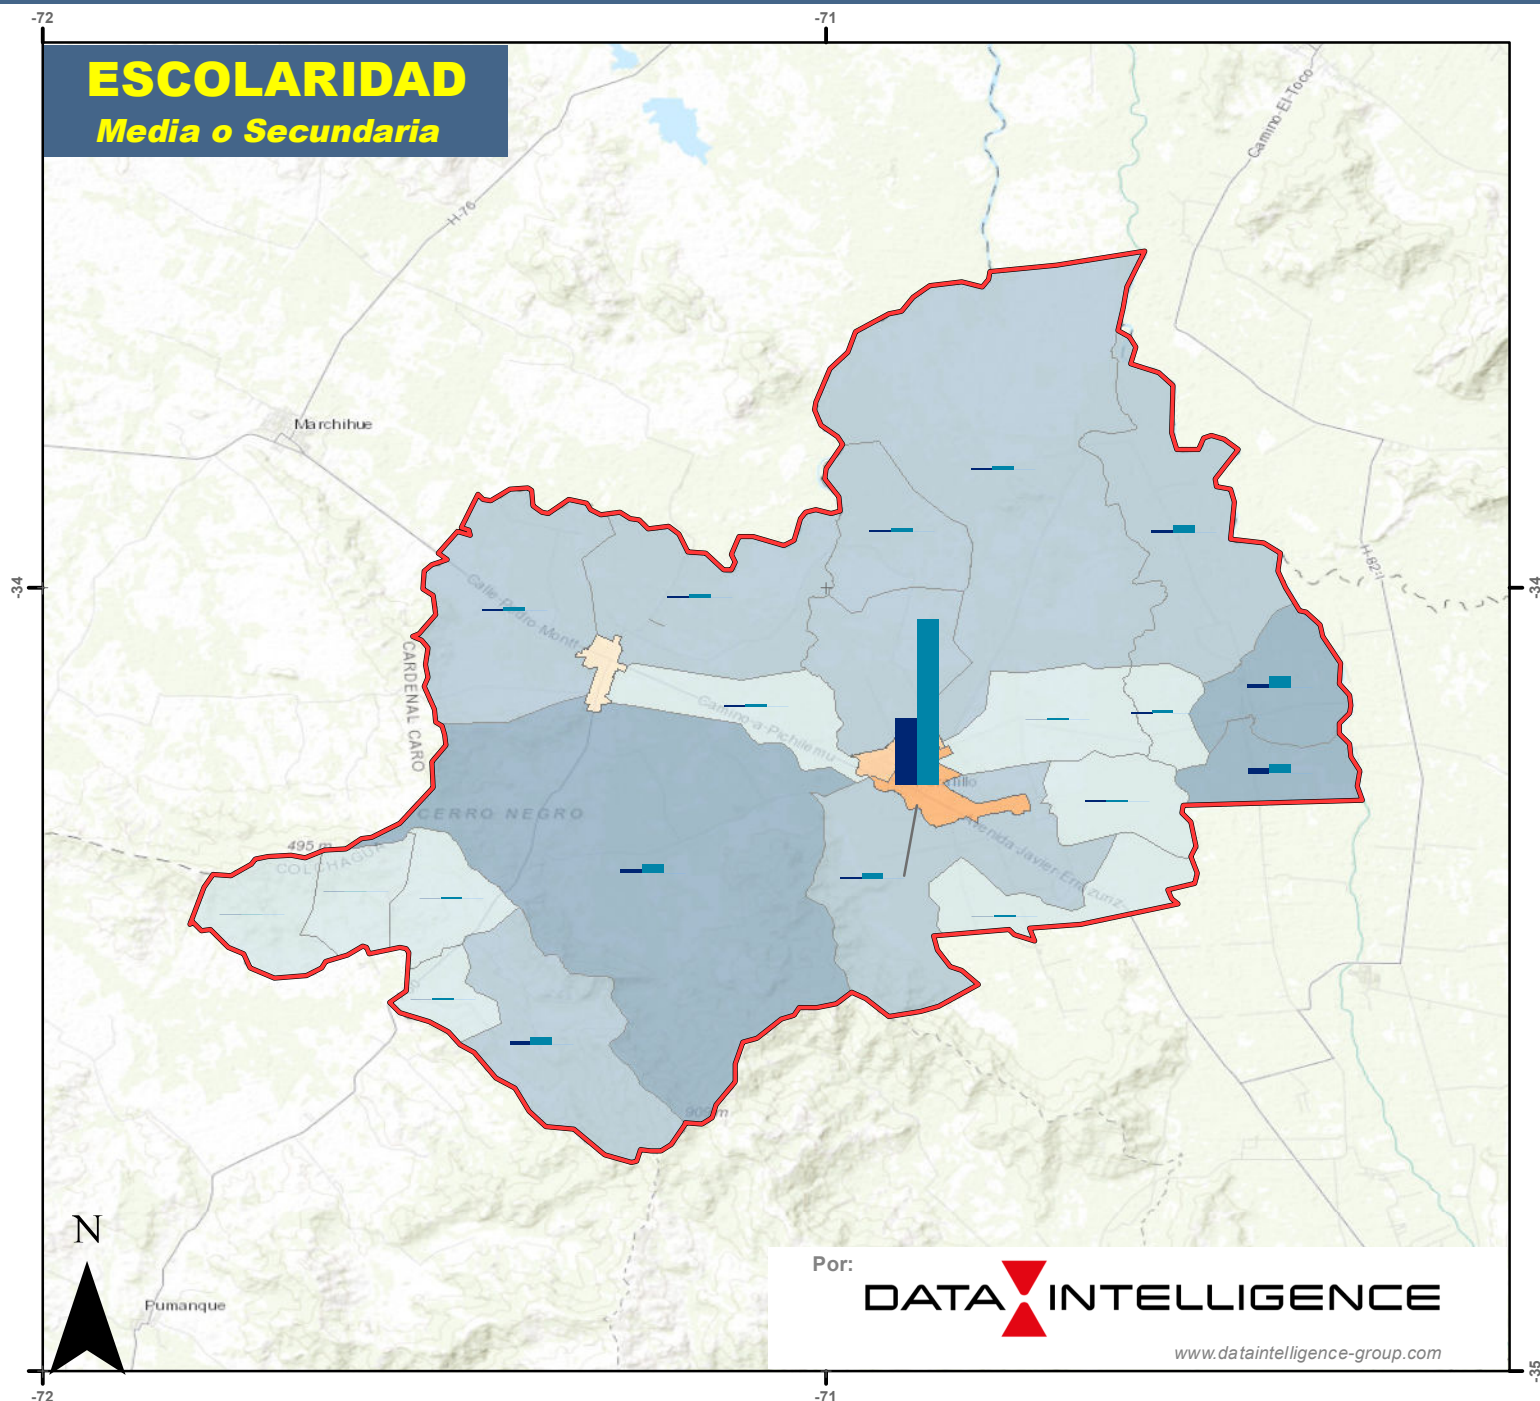 -72
-71
ESCOLARIDAD
Media o Secundaria
Camino-El-Toco
H-76
Marchihue
H-82-I
-34
-34
Calle-Pedro-Montt
CARDENAL CARO
Camino-a-Pichilemu
CERRO NEGRO
495 m
COLCHAGUA
Avenida-Javier-Errázuriz
909 m
N
Pumanque
Por:
DATA INTELLIGENCE
www.dataintelligence-group.com
-35
-72
-71